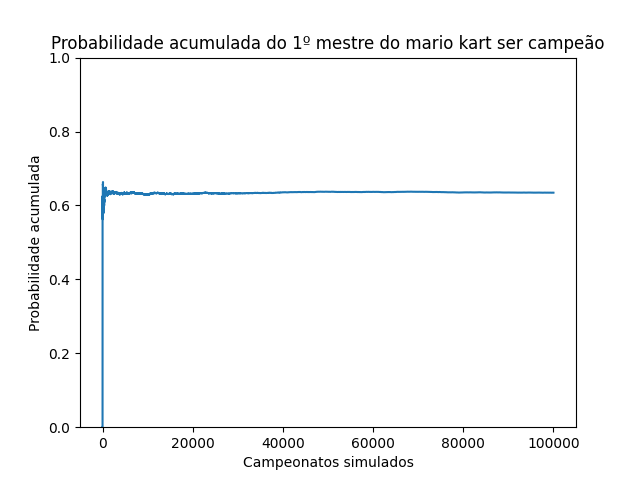 Probabilidade acumulada do 1º mestre do mario kart ser campeão
1.0
0.8
0.6
0.4
0.2
0.0
Probabilidade acumulada
0 20000 40000 60000 80000 100000
Campeonatos simulados